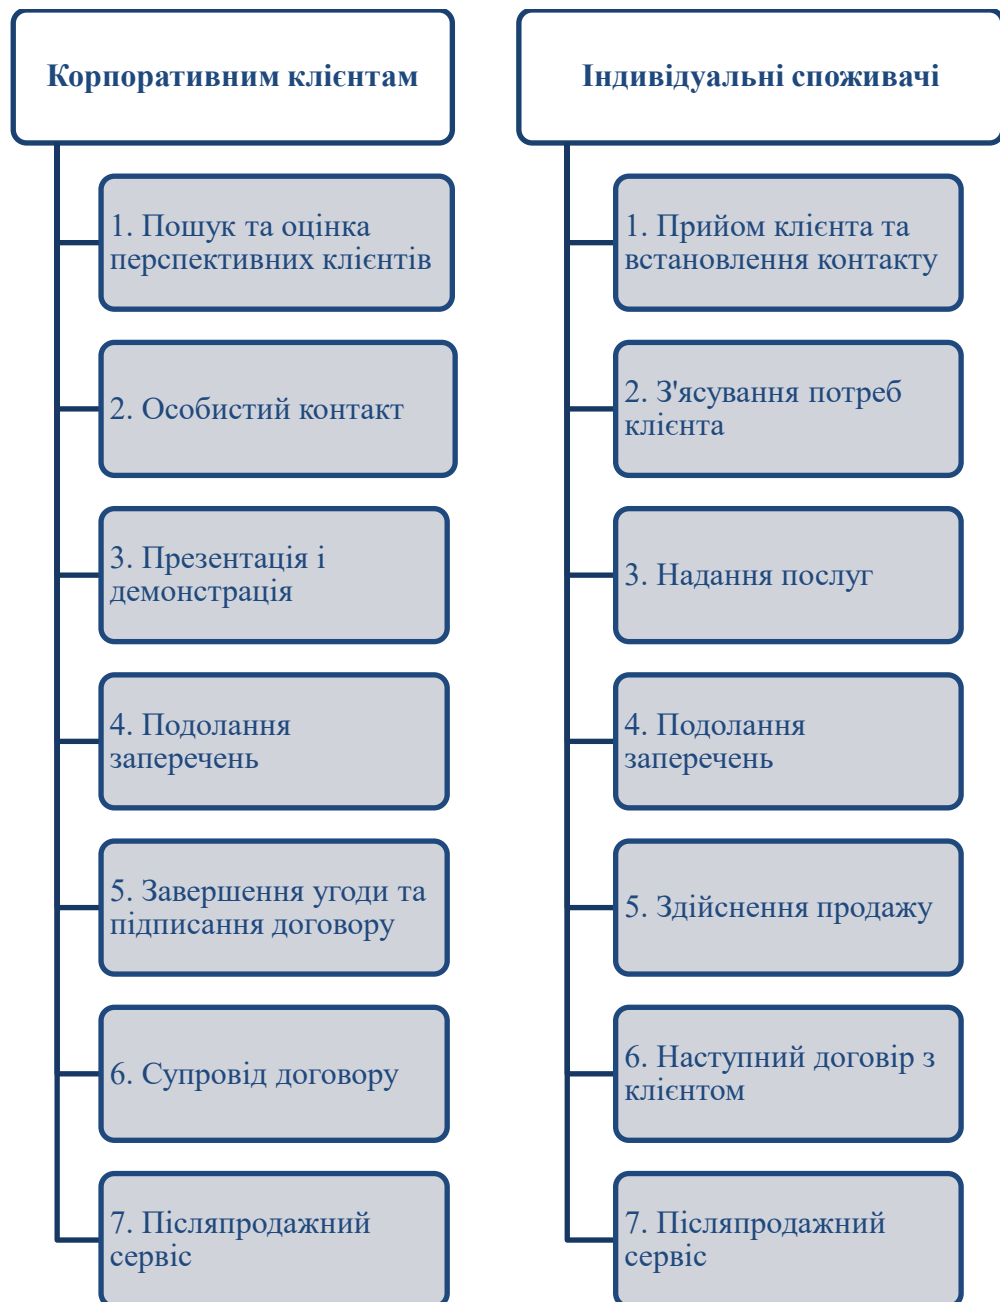 Корпоративним клієнтам
1. Пошук та оцінка
перспективних клієнтів
2. Особистий контакт
3. Презентація і
демонстрація
4. Подолання
заперечень
5. Завершення угоди та
підписання договору
6. Супровід договору
7. Післяпродажний
сервіс
Індивідуальні споживачі
1. Прийом клієнта та
встановлення контакту
2. З'ясування потреб
клієнта
3. Надання послуг
4. Подолання
заперечень
5. Здійснення продажу
6. Наступний договір з
клієнтом
7. Післяпродажний
сервіс